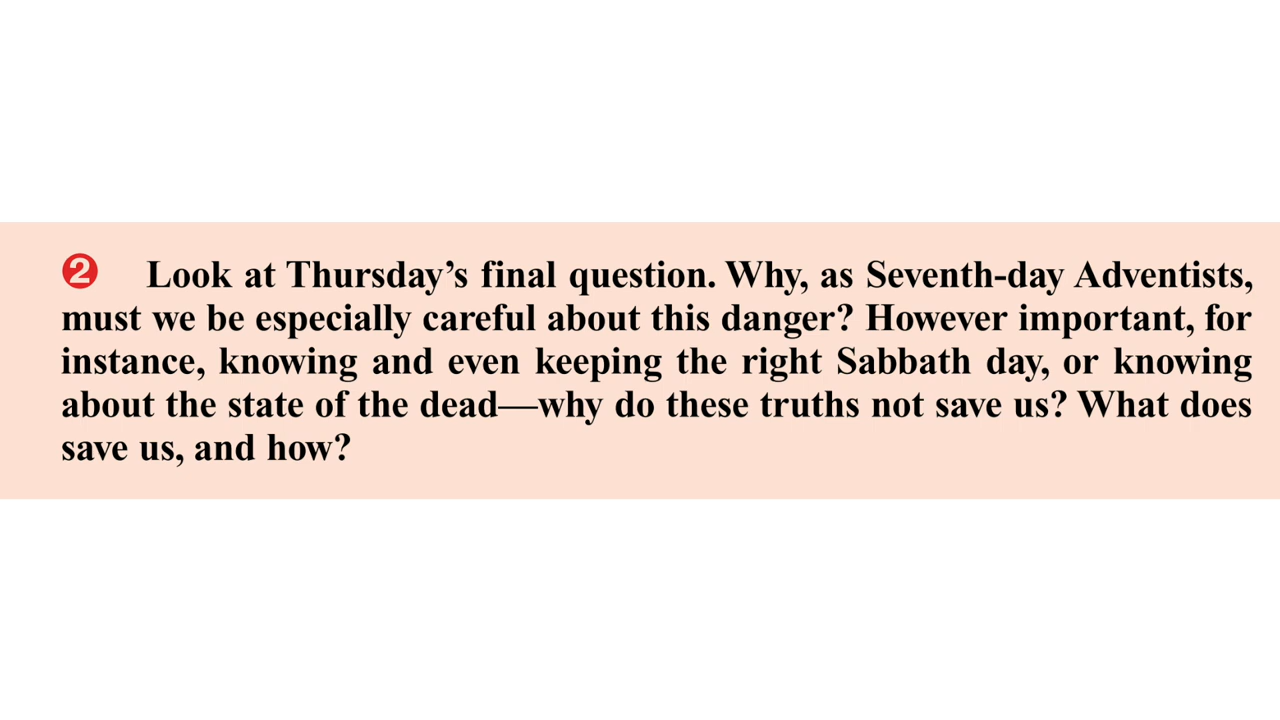 ❷ Look at Thursday’s final question. Why, as Seventh-day Adventists,
must we be especially careful about this danger? However important, for
instance, knowing and even keeping the right Sabbath day, or knowing
about the state of the dead—why do these truths not save us? What does
save us, and how?